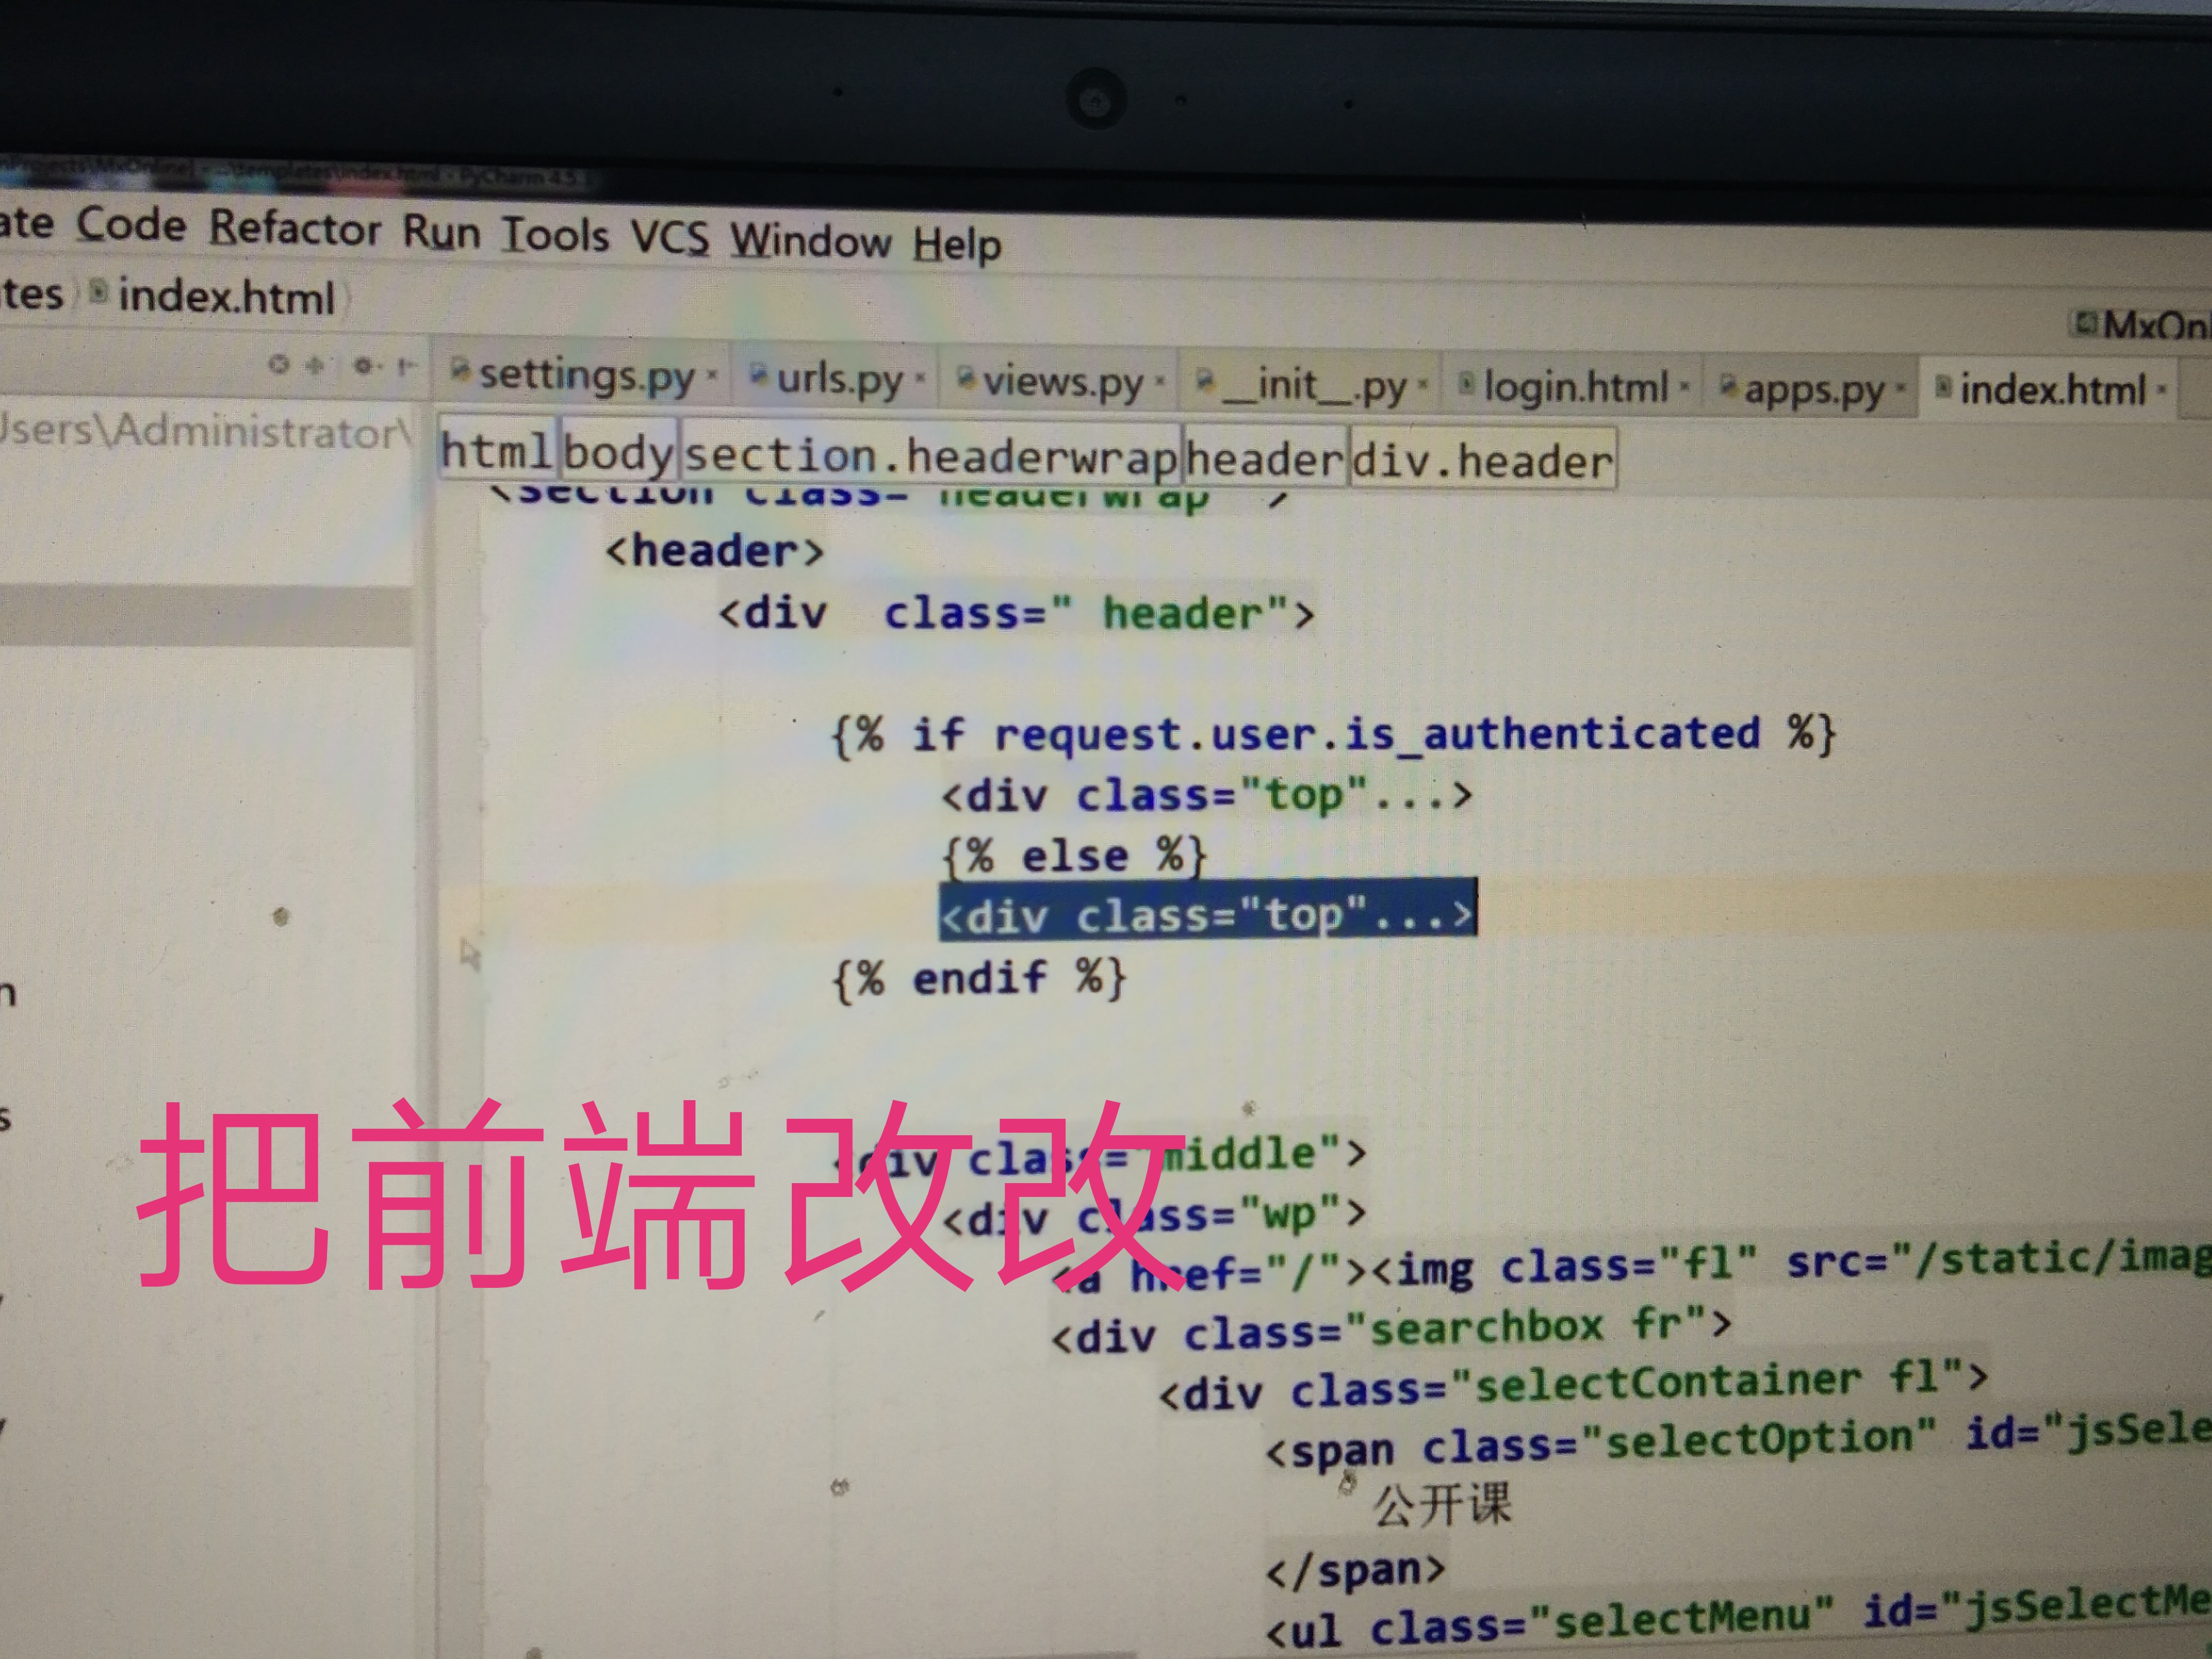 templates\index.html - PyCharm 4.5
ate Code Refactor Run Tools VCS Window Help
tes index.html
MxOnl
settings.py urls.py views.py __init__.py login.html apps.py index.html
Jsers\Administrator\
html body section.headerwrap header div.header
<section class="headerwrap ">
<header>
<div  class=" header">
{% if request.user.is_authenticated %}
<div class="top"...>
{% else %}
<div class="top"...>
{% endif %}
把前端改改
<div class="middle">
<div class="wp">
<a href="/"><img class="fl" src="/static/imag
<div class="searchbox fr">
<div class="selectContainer fl">
<span class="selectOption" id="jsSele
公开课
</span>
<ul class="selectMenu" id="jsSelectMe